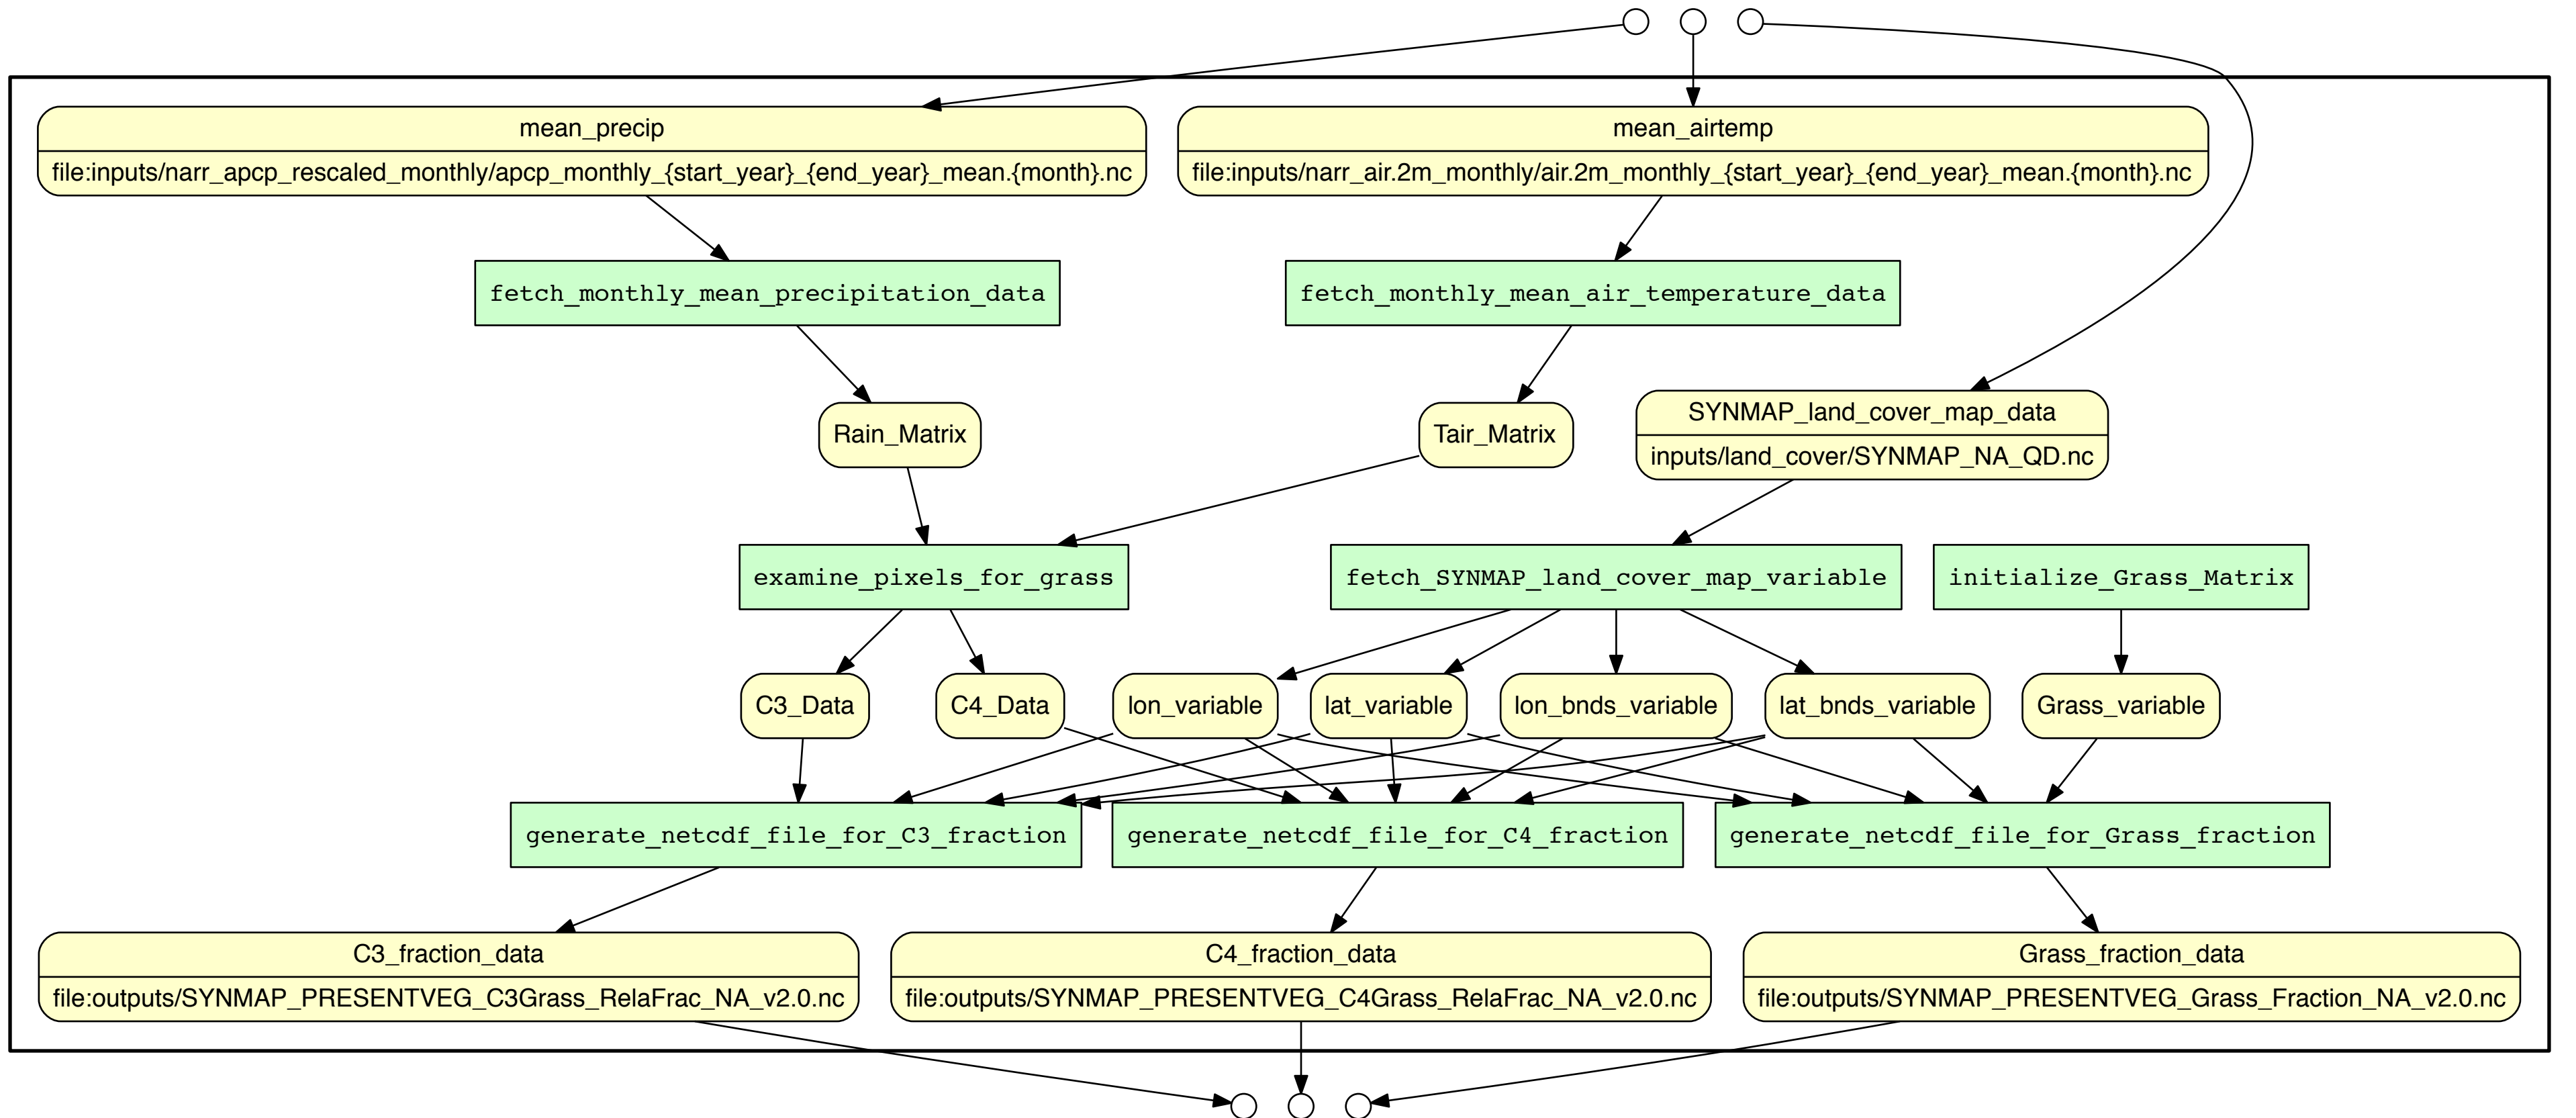 mean_precip
file:inputs/narr_apcp_rescaled_monthly/apcp_monthly_{start_year}_{end_year}_mean.{month}.nc
mean_airtemp
file:inputs/narr_air.2m_monthly/air.2m_monthly_{start_year}_{end_year}_mean.{month}.nc
fetch_monthly_mean_precipitation_data
fetch_monthly_mean_air_temperature_data
Rain_Matrix
Tair_Matrix
SYNMAP_land_cover_map_data
inputs/land_cover/SYNMAP_NA_QD.nc
examine_pixels_for_grass
fetch_SYNMAP_land_cover_map_variable
initialize_Grass_Matrix
C3_Data
C4_Data
lon_variable
lat_variable
lon_bnds_variable
lat_bnds_variable
Grass_variable
generate_netcdf_file_for_C3_fraction
generate_netcdf_file_for_C4_fraction
generate_netcdf_file_for_Grass_fraction
C3_fraction_data
file:outputs/SYNMAP_PRESENTVEG_C3Grass_RelaFrac_NA_v2.0.nc
C4_fraction_data
file:outputs/SYNMAP_PRESENTVEG_C4Grass_RelaFrac_NA_v2.0.nc
Grass_fraction_data
file:outputs/SYNMAP_PRESENTVEG_Grass_Fraction_NA_v2.0.nc